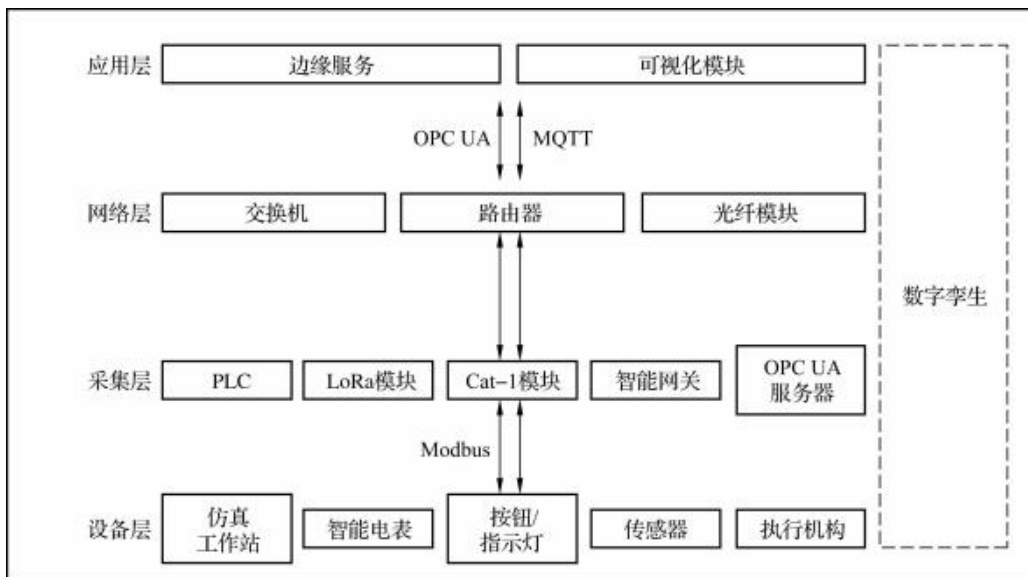 应用层
边缘服务
可视化模块
OPC UA
MQTT
网络层
交换机
路由器
光纤模块
数字孪生
采集层
PLC
LoRa模块
Cat-1模块
智能网关
OPC UA
服务器
Modbus
设备层
仿真
工作站
智能电表
按钮/
指示灯
传感器
执行机构